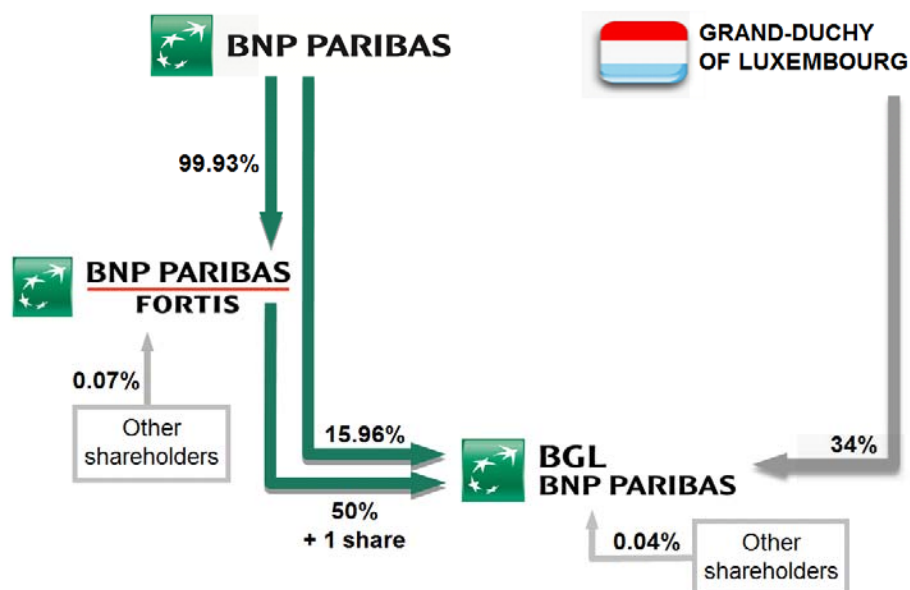 BNP PARIBAS
GRAND-DUCHY
OF LUXEMBOURG
99.93%
BNP PARIBAS
FORTIS
0.07%
Other
shareholders
15.96%
50%
+ 1 share
BGL
BNP PARIBAS
34%
0.04%
Other
shareholders